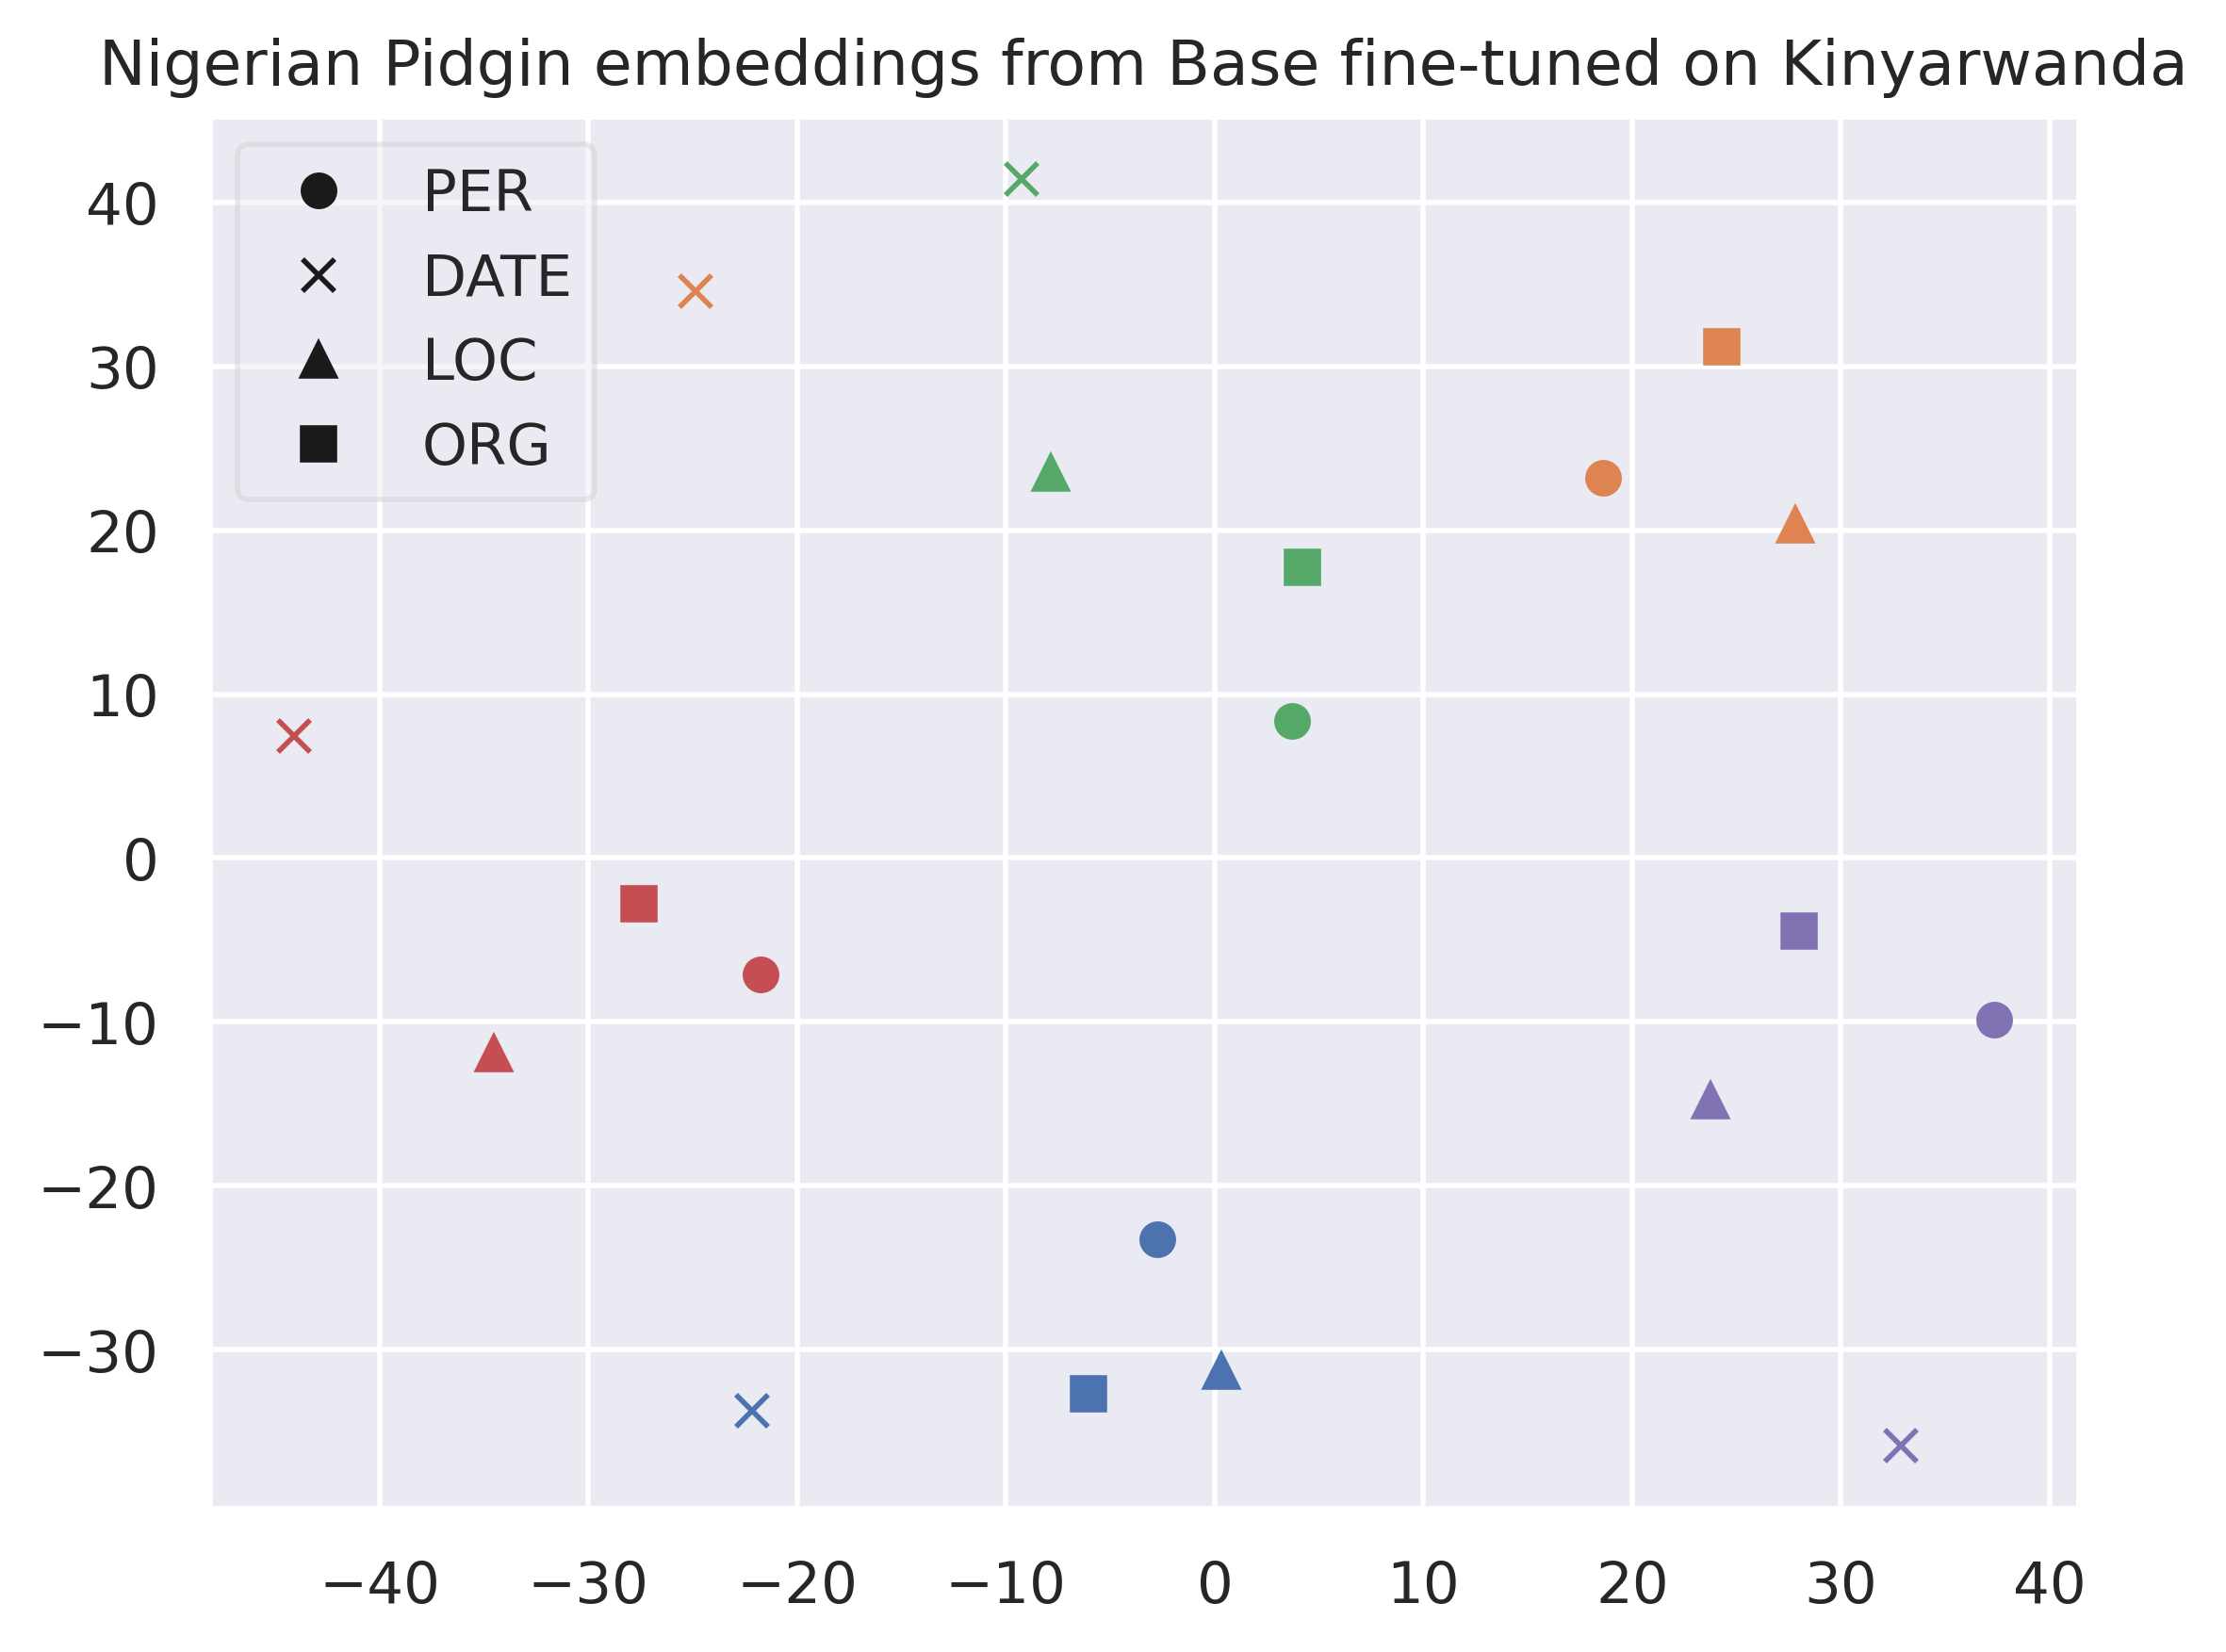 Nigerian Pidgin embeddings from Base fine-tuned on Kinyarwanda
PER
DATE
LOC
ORG
40
30
20
10
0
−10
−20
−30
−40 −30 −20 −10 0 10 20 30 40